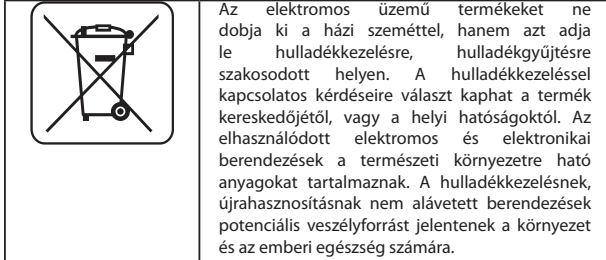 Az elektromos üzemű termékeket ne
dobja ki a házi szeméttel, hanem azt adja
le hulladékkezelésre, hulladékgyűjtésre
szakosodott helyen. A hulladékkezeléssel
kapcsolatos kérdéseire választ kaphat a termék
kereskedőjétől, vagy a helyi hatóságoktól. Az
elhasználódott elektromos és elektronikai
berendezések a természeti környezetre ható
anyagokat tartalmaznak. A hulladékkezelésnek,
újrahasznosításnak nem alávetett berendezések
potenciális veszélyforrást jelentenek a környezet
és az emberi egészség számára.